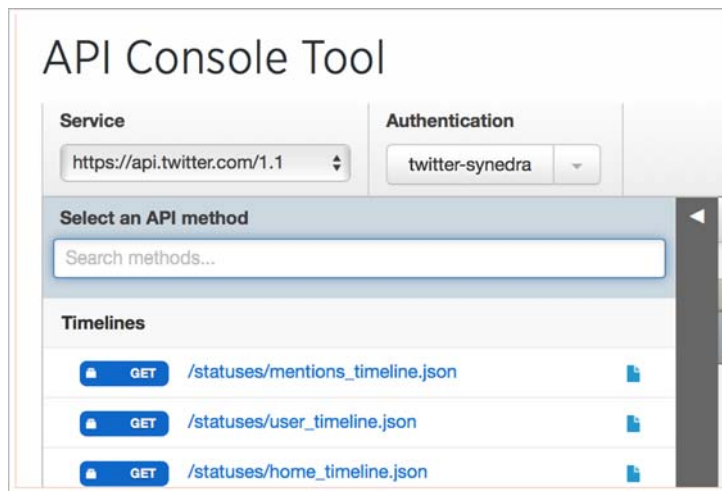 API Console Tool
Service
Authentication
https://api.twitter.com/1.1
twitter-synedra
Select an API method
Search methods...
Timelines
GET /statuses/mentions_timeline.json
GET /statuses/user_timeline.json
GET /statuses/home_timeline.json